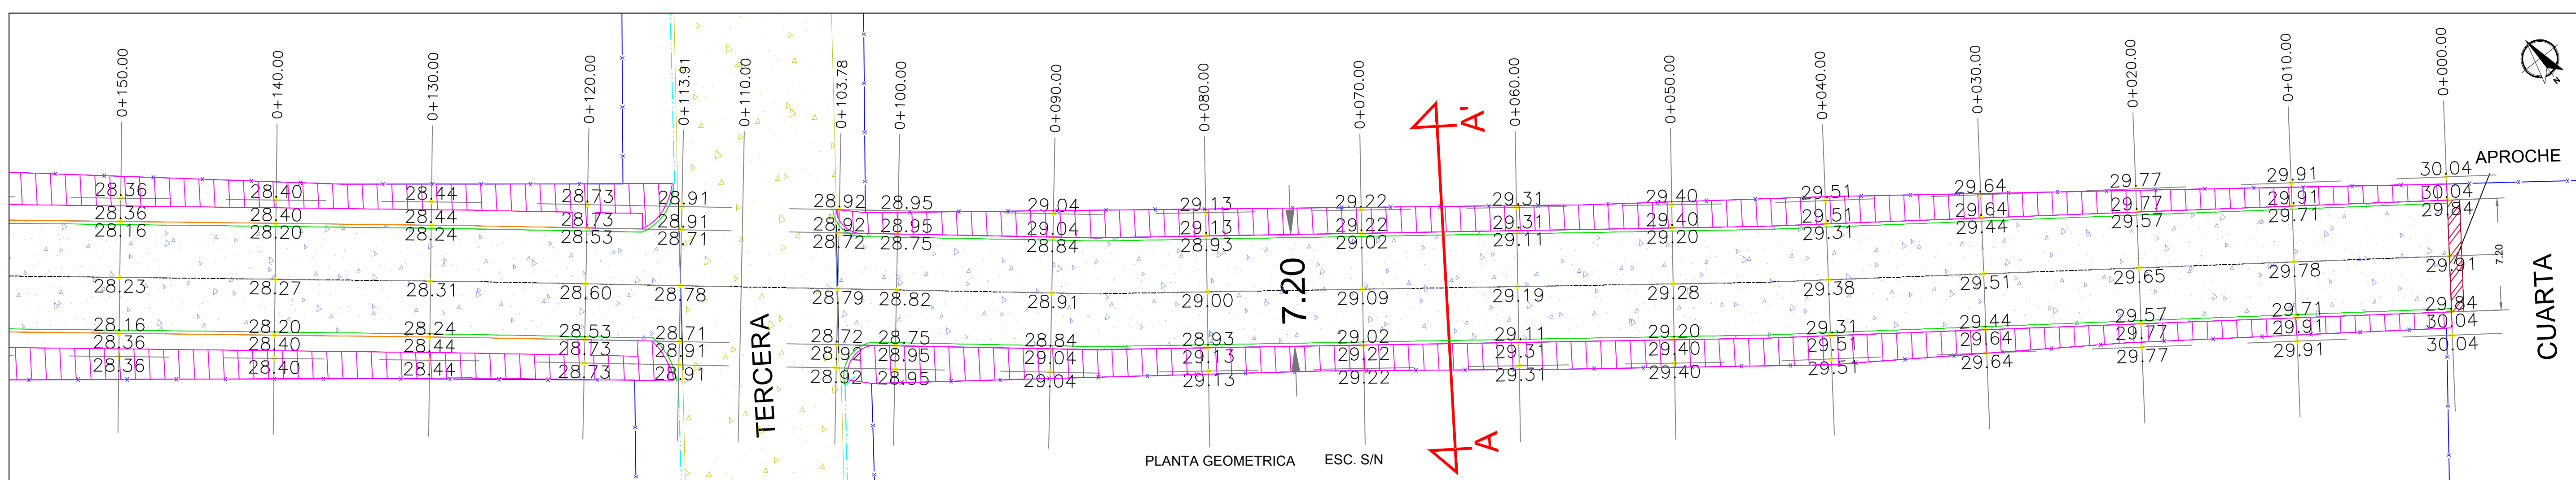 0+150.00 0+140.00 0+130.00 0+120.00 0+113.91 0+110.00 0+103.78 0+100.00 0+090.00 0+080.00 0+070.00 0+060.00 0+050.00 0+040.00 0+030.00 0+020.00 0+010.00 0+000.00
N
A'
APROCHE
28.36 28.40 28.44 28.73 28.91 28.92 28.95 29.04 29.13 29.22 29.31 29.40 29.51 29.64 29.77 29.91 30.04
28.36 28.40 28.44 28.73 28.91 28.92 28.95 29.04 29.13 29.22 29.31 29.40 29.51 29.64 29.77 29.91 30.04
28.16 28.20 28.24 28.53 28.71 28.72 28.75 28.84 28.93 29.02 29.11 29.20 29.31 29.44 29.57 29.71 29.84
7.20
7.20
28.23 28.27 28.31 28.60 28.78 28.79 28.82 28.91 29.00 29.09 29.19 29.28 29.38 29.51 29.65 29.78 29.91
28.16 28.20 28.24 28.53 28.71 28.72 28.75 28.84 28.93 29.02 29.11 29.20 29.31 29.44 29.57 29.71 29.84
28.36 28.40 28.44 28.73 28.91 28.92 28.95 29.04 29.13 29.22 29.31 29.40 29.51 29.64 29.77 29.91 30.04
28.36 28.40 28.44 28.73 28.91 28.92 28.95 29.04 29.13 29.22 29.31 29.40 29.51 29.64 29.77 29.91 30.04
TERCERA
CUARTA
A
PLANTA GEOMETRICA ESC. S/N